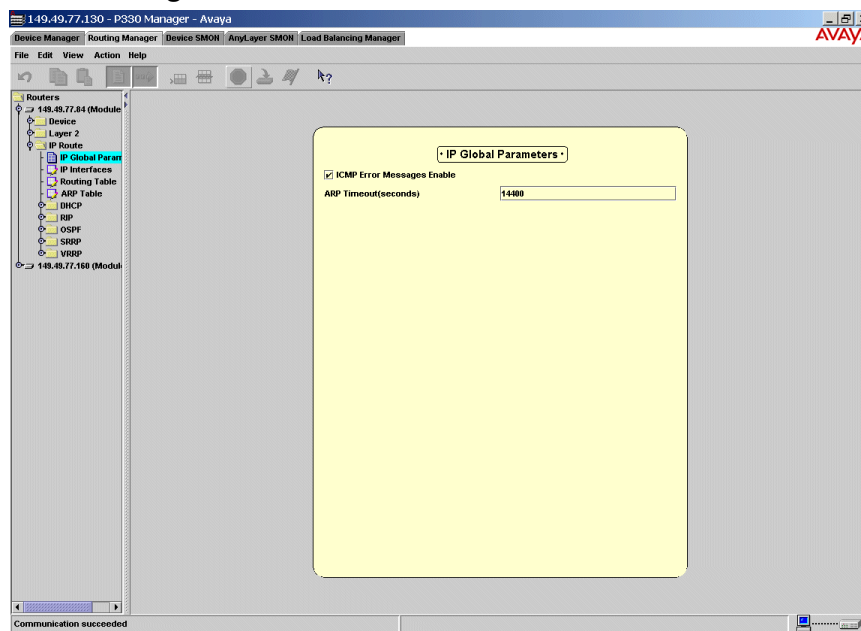 149.49.77.130 - P330 Manager - Avaya
Device Manager Routing Manager Device SMON AnyLayer SMON Load Balancing Manager
AVAYA
File Edit View Action Help
Routers
149.49.77.84 (Module
Device
Layer 2
IP Route
IP Global Param
IP Interfaces
Routing Table
ARP Table
DHCP
RIP
OSPF
SRRP
VRRP
149.49.77.160 (Modul
· IP Global Parameters ·
ICMP Error Messages Enable
ARP Timeout(seconds) 14400
Communication succeeded